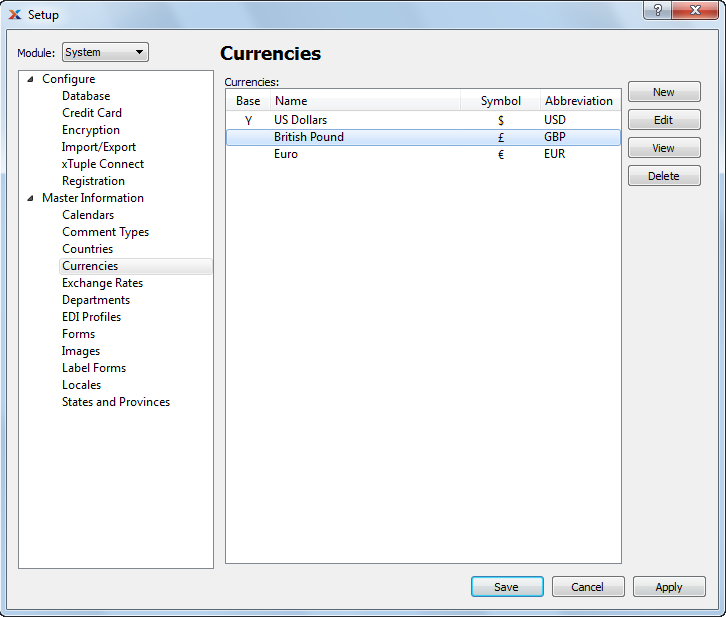 Setup
?
Module: System
Currencies
Configure
Database
Credit Card
Encryption
Import/Export
xTuple Connect
Registration
Master Information
Calendars
Comment Types
Countries
Currencies
Exchange Rates
Departments
EDI Profiles
Forms
Images
Label Forms
Locales
States and Provinces
Currencies:
Base Name Symbol Abbreviation
Y US Dollars $ USD
British Pound £ GBP
Euro € EUR
New
Edit
View
Delete
Save Cancel Apply